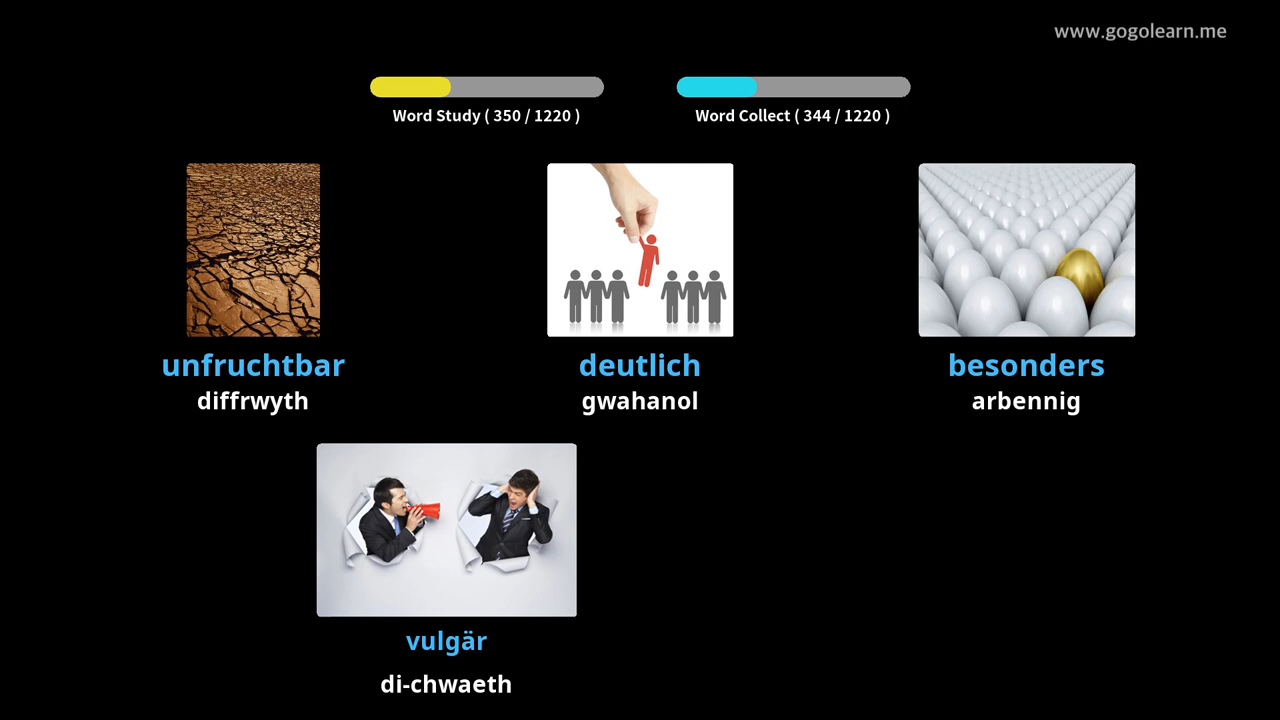 www.gogolearn.me
Word Study ( 350 / 1220 )
Word Collect ( 344 / 1220 )
unfruchtbar
diffrwyth
deutlich
gwahanol
besonders
arbennig
vulgär
di-chwaeth